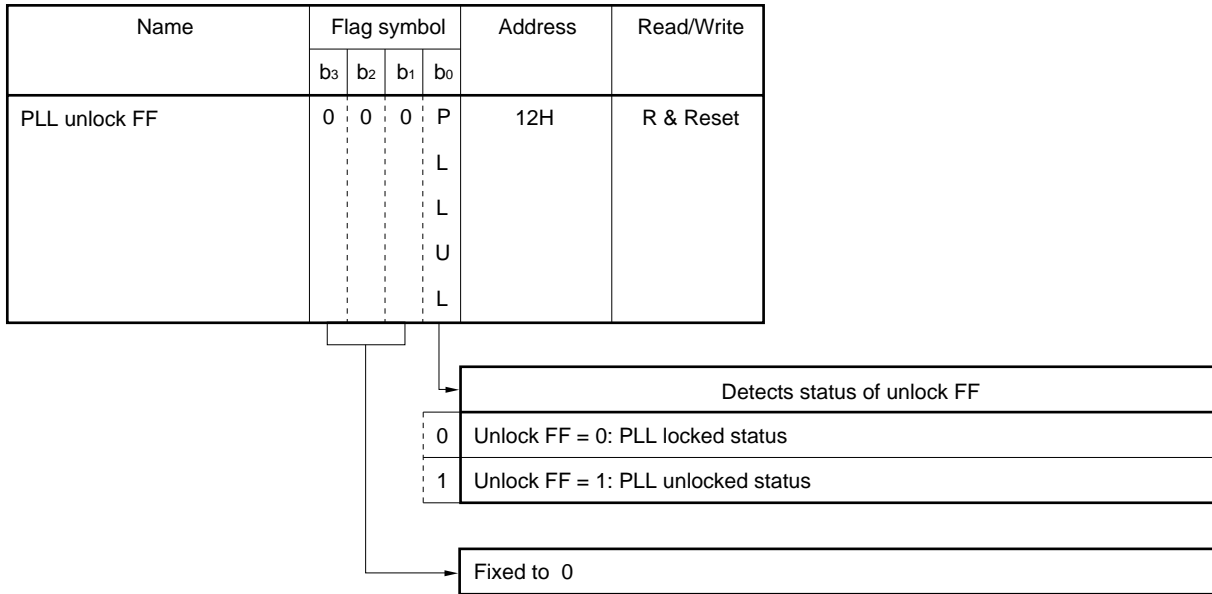 Name Flag symbol Address Read/Write
b3 b2 b1 b0
PLL unlock FF 0 0 0 P 12H R & Reset
L
L
U
L
Detects status of unlock FF
0 Unlock FF = 0: PLL locked status
1 Unlock FF = 1: PLL unlocked status
Fixed to 0